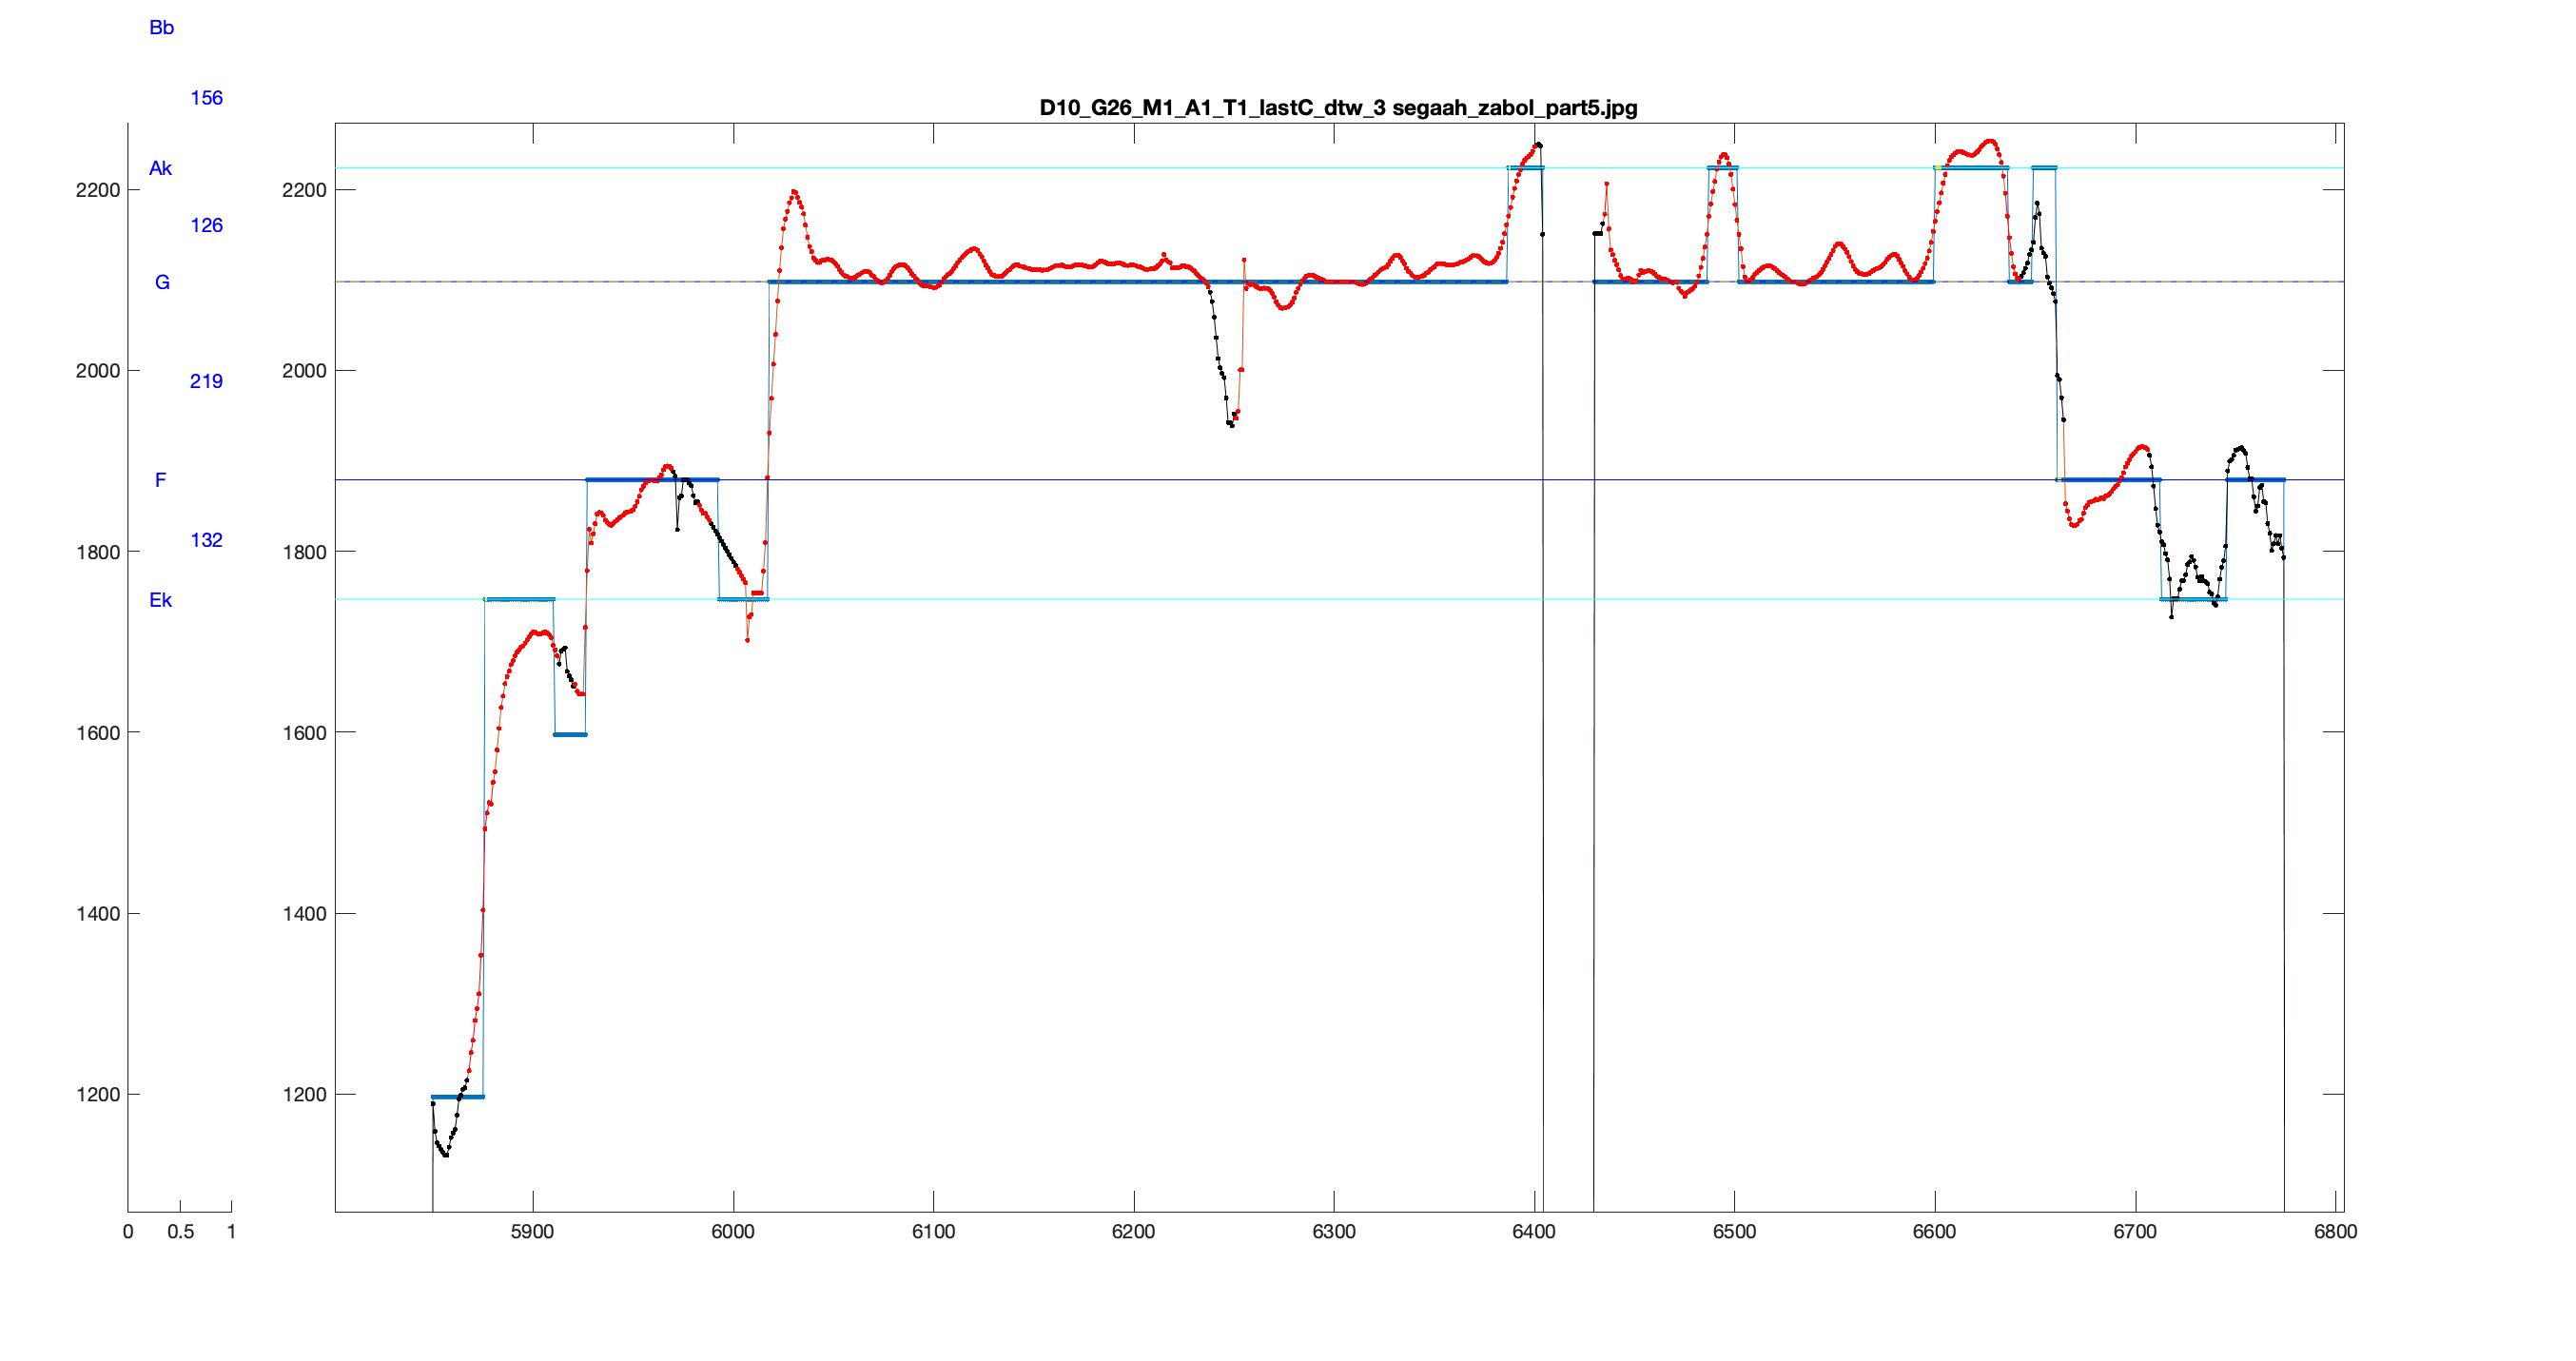 Bb
156
D10_G26_M1_A1_T1_lastC_dtw_3 segaah_zabol_part5.jpg
Ak
2200 2200
126
G
2000 219 2000
F
132
1800
Ek
1600 1600
1400 1400
1200 1200
0 0.5 1 5900 6000 6100 6200 6300 6400 6500 6600 6700 6800